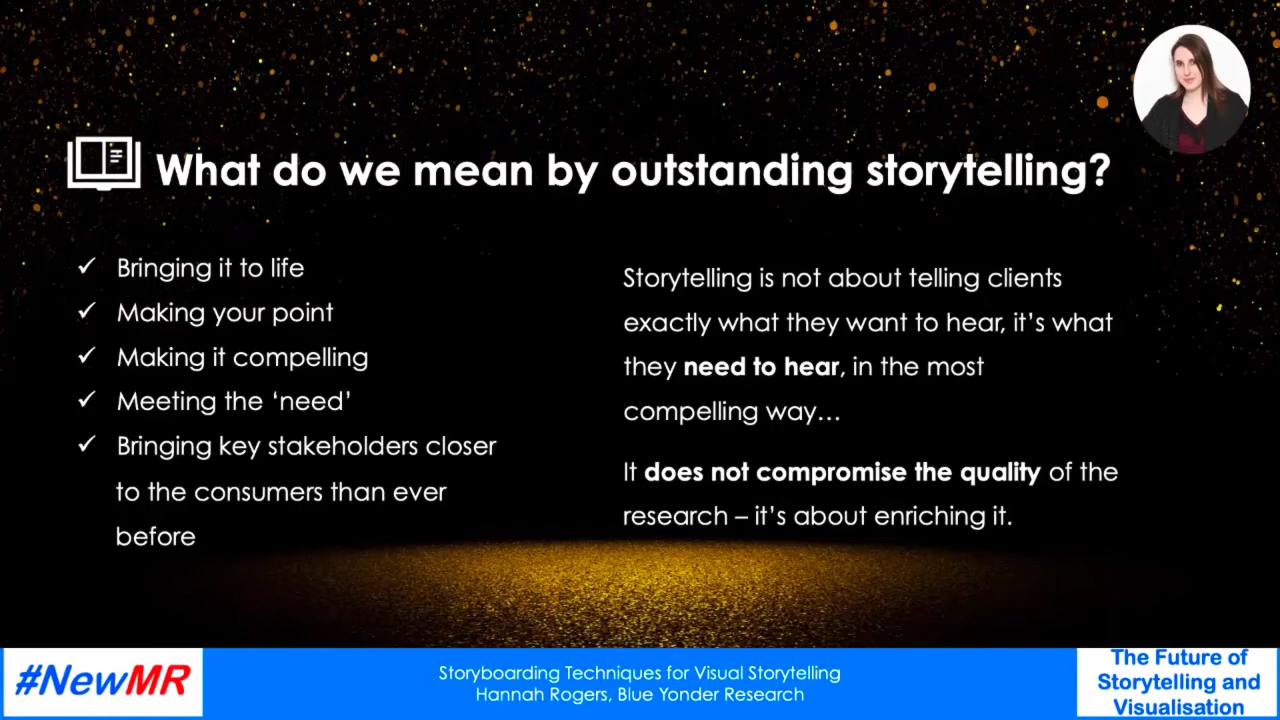 What do we mean by outstanding storytelling?
✓ Bringing it to life
✓ Making your point
✓ Making it compelling
✓ Meeting the ‘need’
✓ Bringing key stakeholders closer
to the consumers than ever
before
Storytelling is not about telling clients
exactly what they want to hear, it’s what
they need to hear, in the most
compelling way…
It does not compromise the quality of the
research – it’s about enriching it.
#NewMR
Storyboarding Techniques for Visual Storytelling
Hannah Rogers, Blue Yonder Research
The Future of
Storytelling and
Visualisation